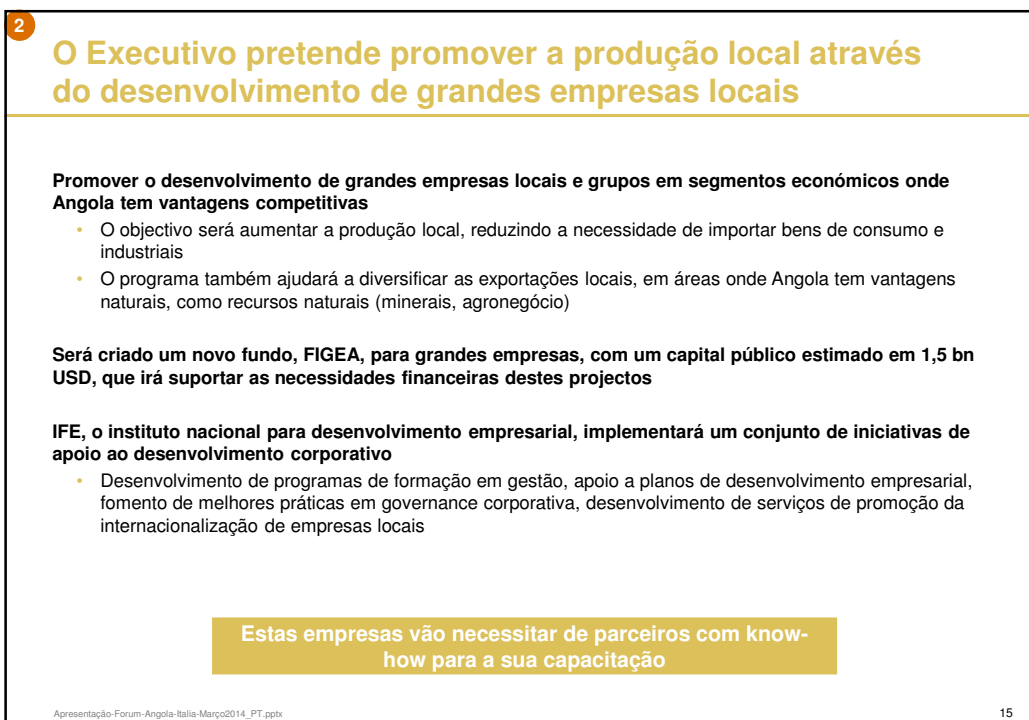 2
O Executivo pretende promover a produção local através
do desenvolvimento de grandes empresas locais
Promover o desenvolvimento de grandes empresas locais e grupos em segmentos económicos onde
Angola tem vantagens competitivas
• O objectivo será aumentar a produção local, reduzindo a necessidade de importar bens de consumo e
industriais
• O programa também ajudará a diversificar as exportações locais, em áreas onde Angola tem vantagens
naturais, como recursos naturais (minerais, agronegócio)
Será criado um novo fundo, FIGEA, para grandes empresas, com um capital público estimado em 1,5 bn
USD, que irá suportar as necessidades financeiras destes projectos
IFE, o instituto nacional para desenvolvimento empresarial, implementará um conjunto de iniciativas de
apoio ao desenvolvimento corporativo
• Desenvolvimento de programas de formação em gestão, apoio a planos de desenvolvimento empresarial,
fomento de melhores práticas em governance corporativa, desenvolvimento de serviços de promoção da
internacionalização de empresas locais
Estas empresas vão necessitar de parceiros com know-
how para a sua capacitação
Apresentação-Forum-Angola-Italia-Março2014_PT.pptx
15